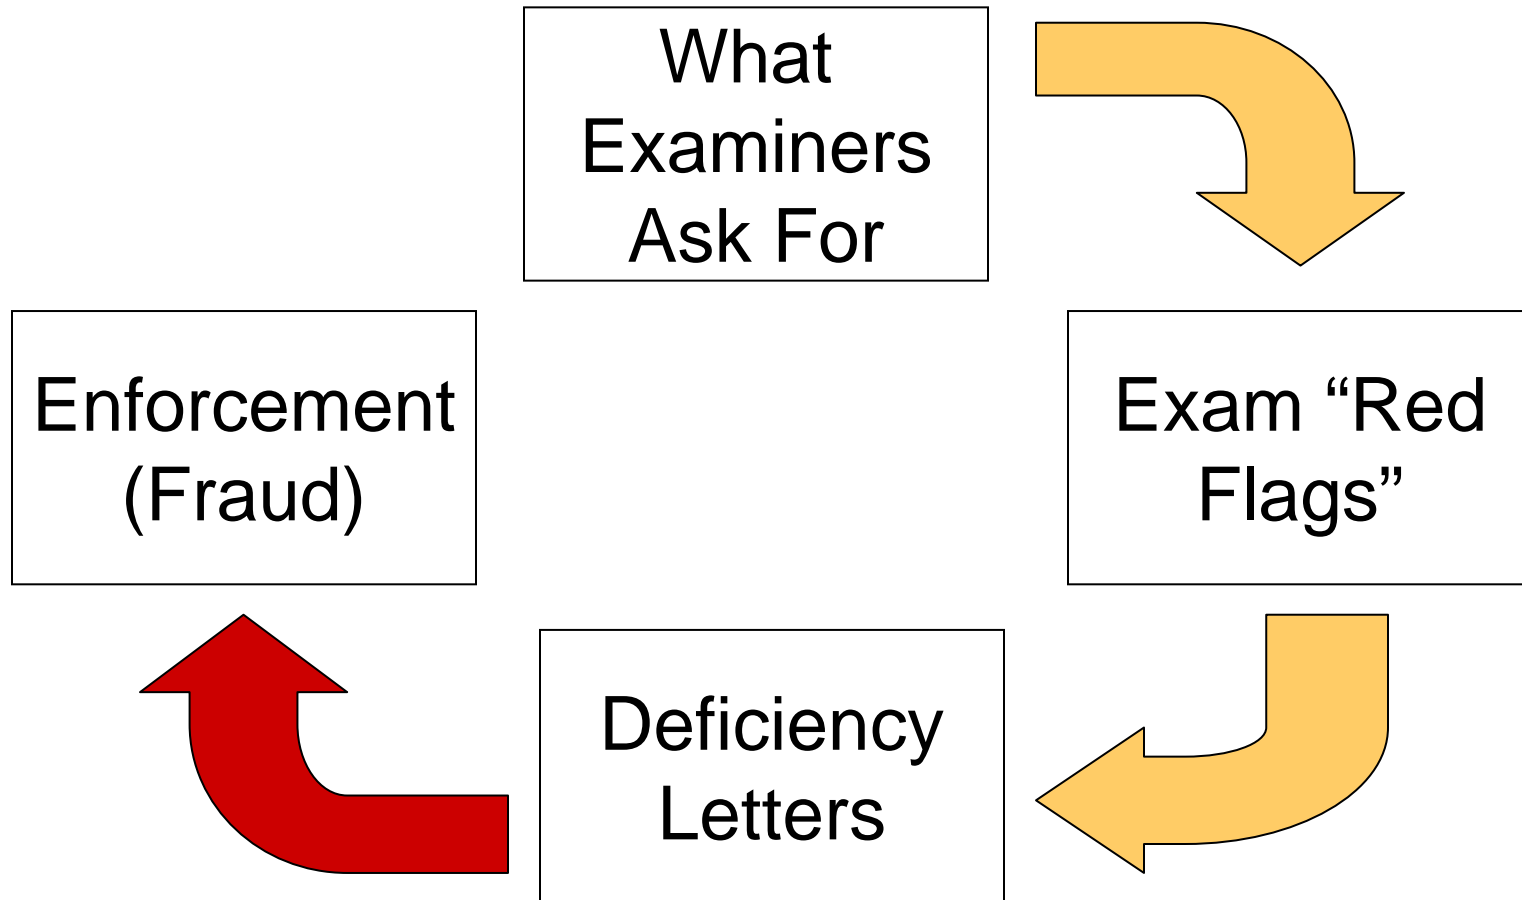 What
Examiners
Ask For
Enforcement
(Fraud)
Exam “Red
Flags”
Deficiency
Letters